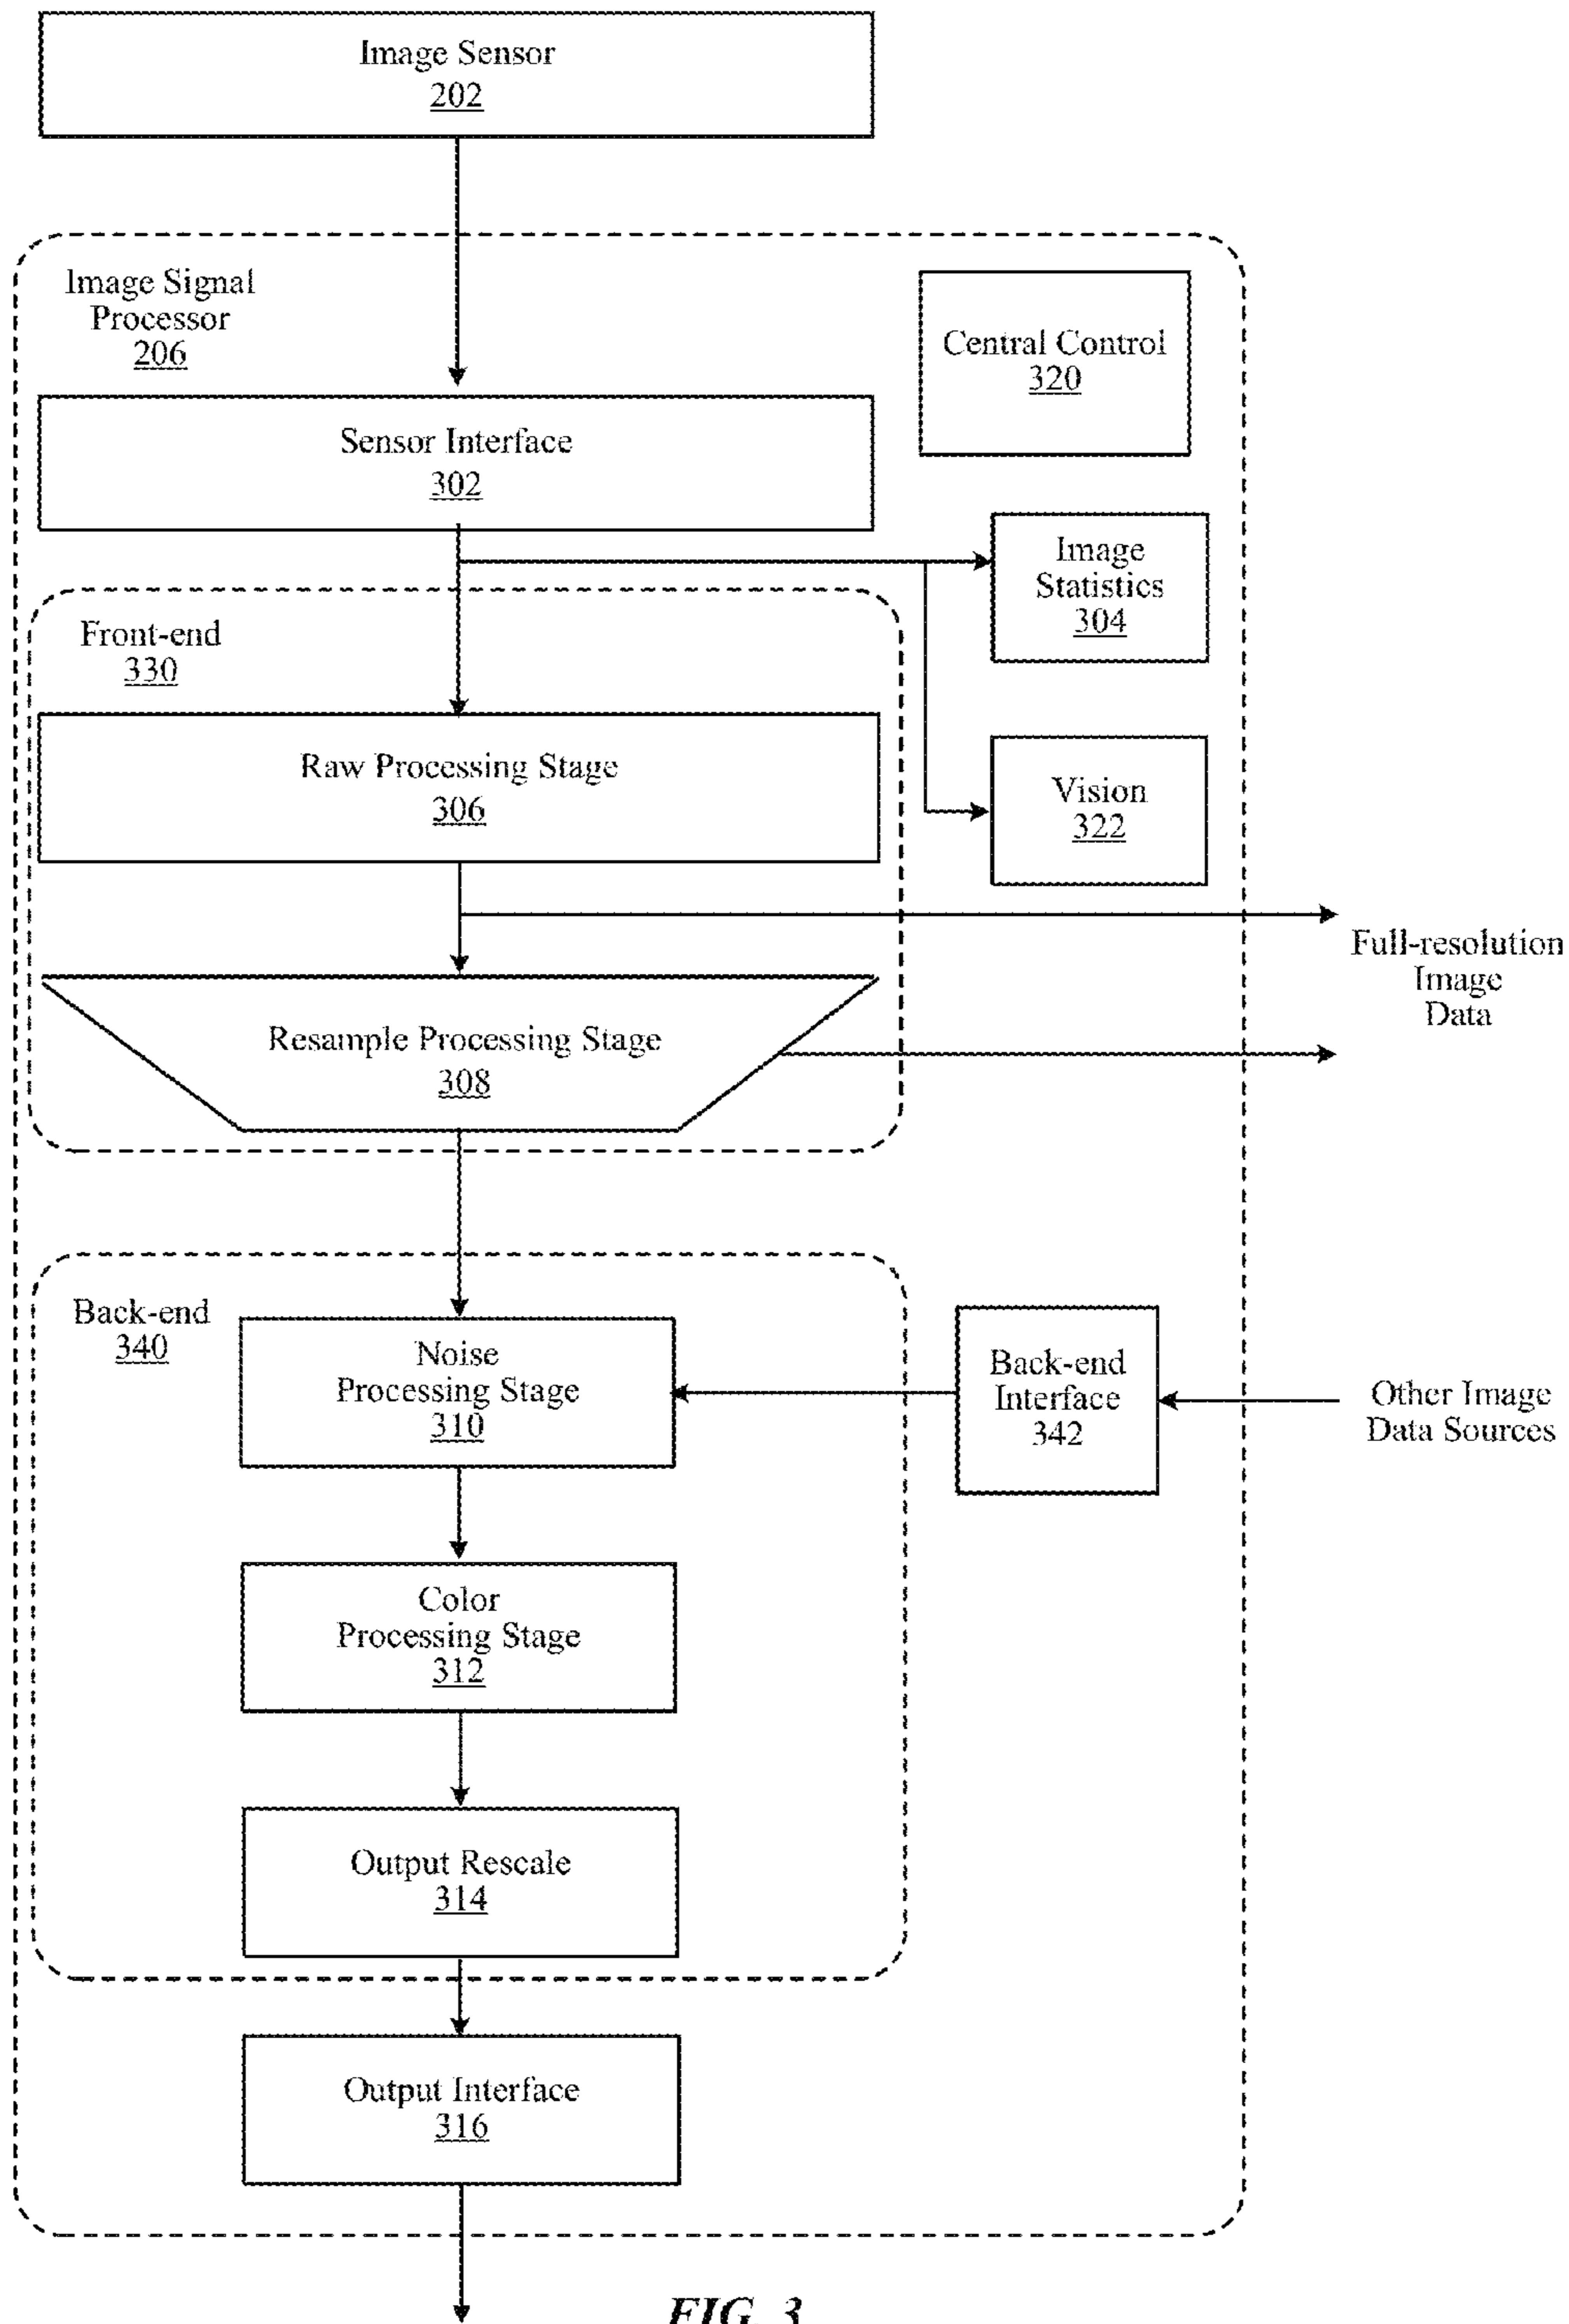 Image Sensor
202
Image Signal
Processor
206
Central Control
320
Sensor Interface
302
Image
Statistics
304
Front-end
330
Raw Processing Stage
306
Vision
322
Full-resolution
Image
Data
Resample Processing Stage
308
Back-end
340
Noise
Processing Stage
310
Back-end
Interface
342
Other Image
Data Sources
Color
Processing Stage
312
Output Rescale
314
Output Interface
316
FIG. 3